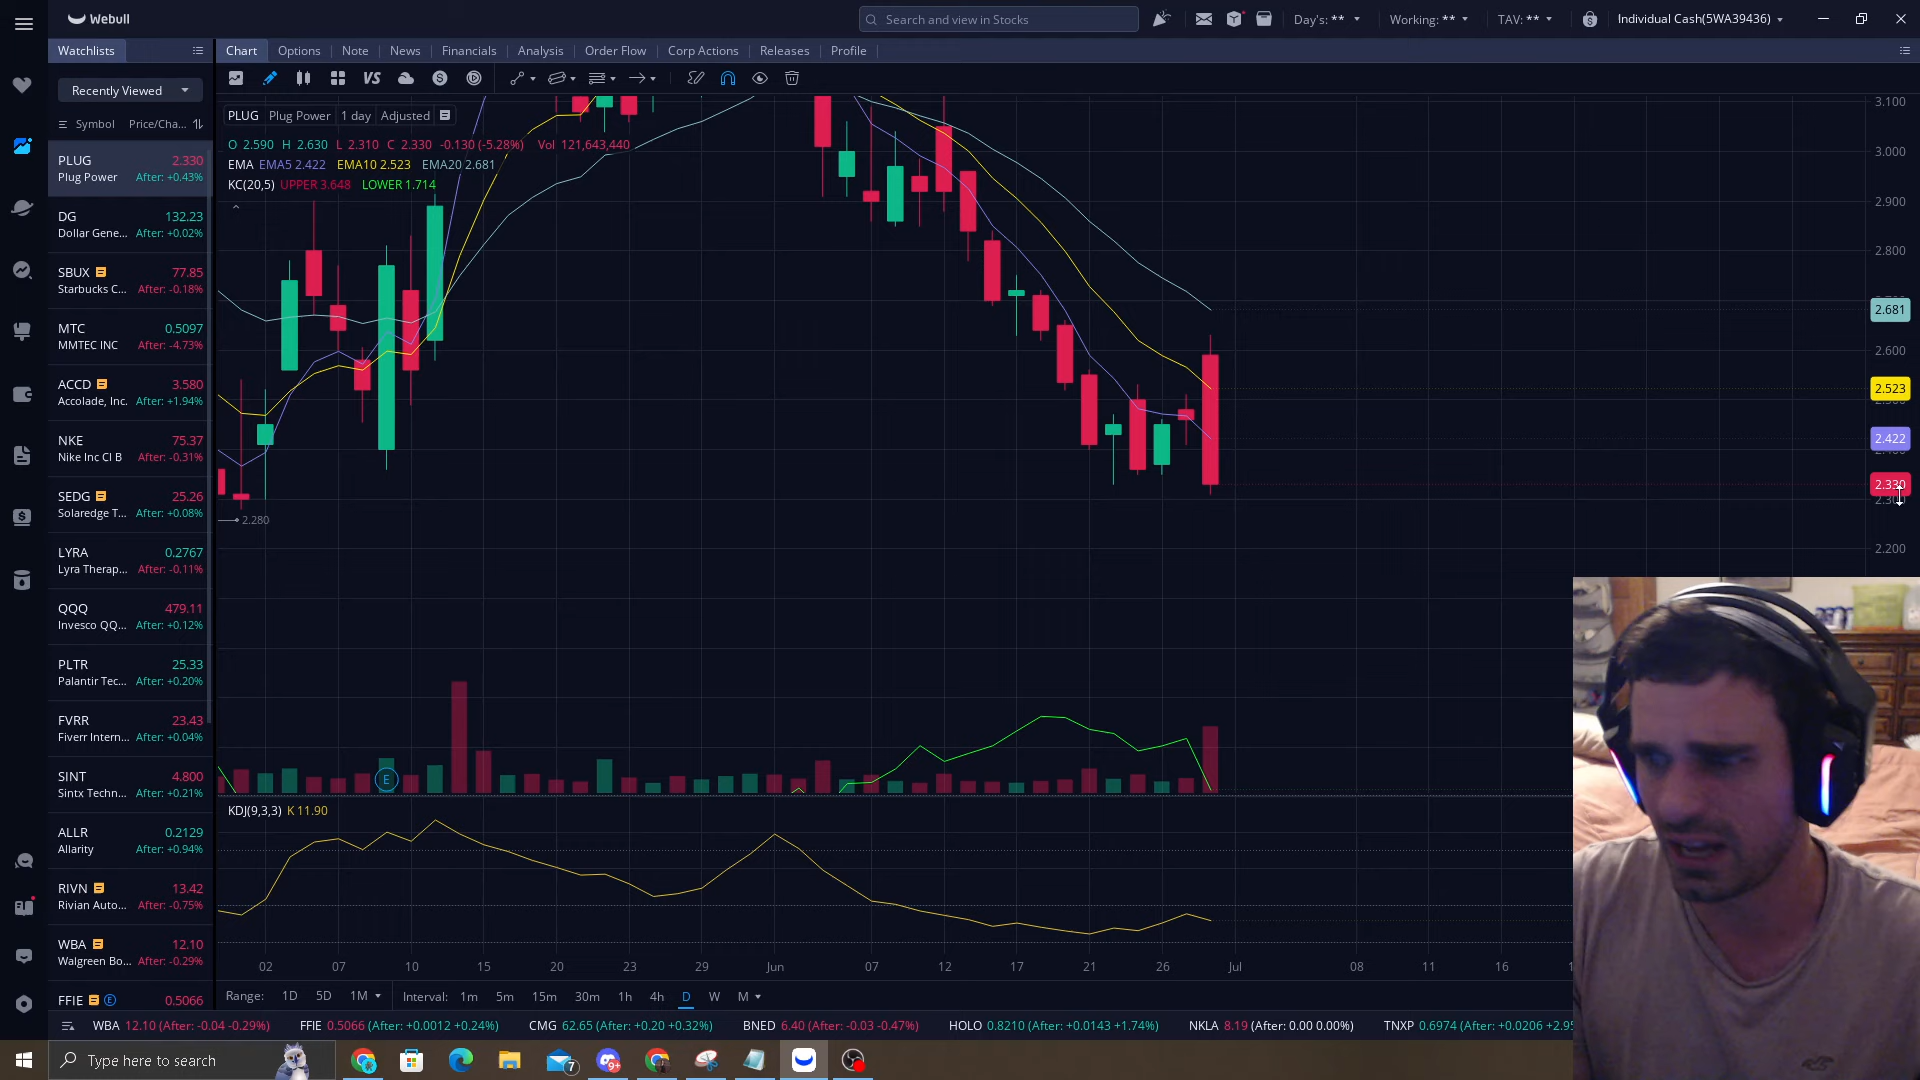 Webull
Search and view in Stocks
Day's: **
Working: **
TAV: **
Individual Cash(5WA39436)
Watchlists
Chart Options Note News Financials Analysis Order Flow Corp Actions Releases Profile
Recently Viewed
VS
Symbol Price/Cha...
PLUG 2.330
Plug Power After: +0.43%
DG 132.23
Dollar Gene... After: +0.02%
SBUX 77.85
Starbucks C... After: -0.18%
MTC 0.5097
MMTEC INC After: -4.73%
ACCD 3.580
Accolade, Inc. After: +1.94%
NKE 75.37
Nike Inc Cl B After: -0.31%
SEDG 25.26
Solaredge T... After: +0.08%
LYRA 0.2767
Lyra Therap... After: -0.11%
QQQ 479.11
Invesco QQ... After: +0.12%
PLTR 25.33
Palantir Tec... After: +0.20%
FVRR 23.43
Fiverr Intern... After: +0.04%
SINT 4.800
Sintx Techn... After: +0.21%
ALLR 0.2129
Allarity After: +0.94%
RIVN 13.42
Rivian Auto... After: -0.75%
WBA 12.10
Walgreen Bo... After: -0.29%
FFIE E 0.5066
PLUG Plug Power 1 day Adjusted
O 2.590 H 2.630 L 2.310 C 2.330 -0.130 (-5.28%) Vol 121,643,440
EMA EMA5 2.422 EMA10 2.523 EMA20 2.681
KC(20,5) UPPER 3.648 LOWER 1.714
2.280
3.100
3.000
2.900
2.800
2.681
2.600
2.523
2.422
2.330
2.200
E
KDJ(9,3,3) K 11.90
02 07 10 15 20 23 29 Jun 07 12 17 21 26 Jul 08 11 16
Range: 1D 5D 1M Interval: 1m 5m 15m 30m 1h 4h D W M
WBA 12.10 (After: -0.04 -0.29%) FFIE 0.5066 (After: +0.0012 +0.24%) CMG 62.65 (After: +0.20 +0.32%) BNED 6.40 (After: -0.03 -0.47%) HOLO 0.8210 (After: +0.0143 +1.74%) NKLA 8.19 (After: 0.00 0.00%) TNXP 0.6974 (After: +0.0206 +2.95
Type here to search
7
9+